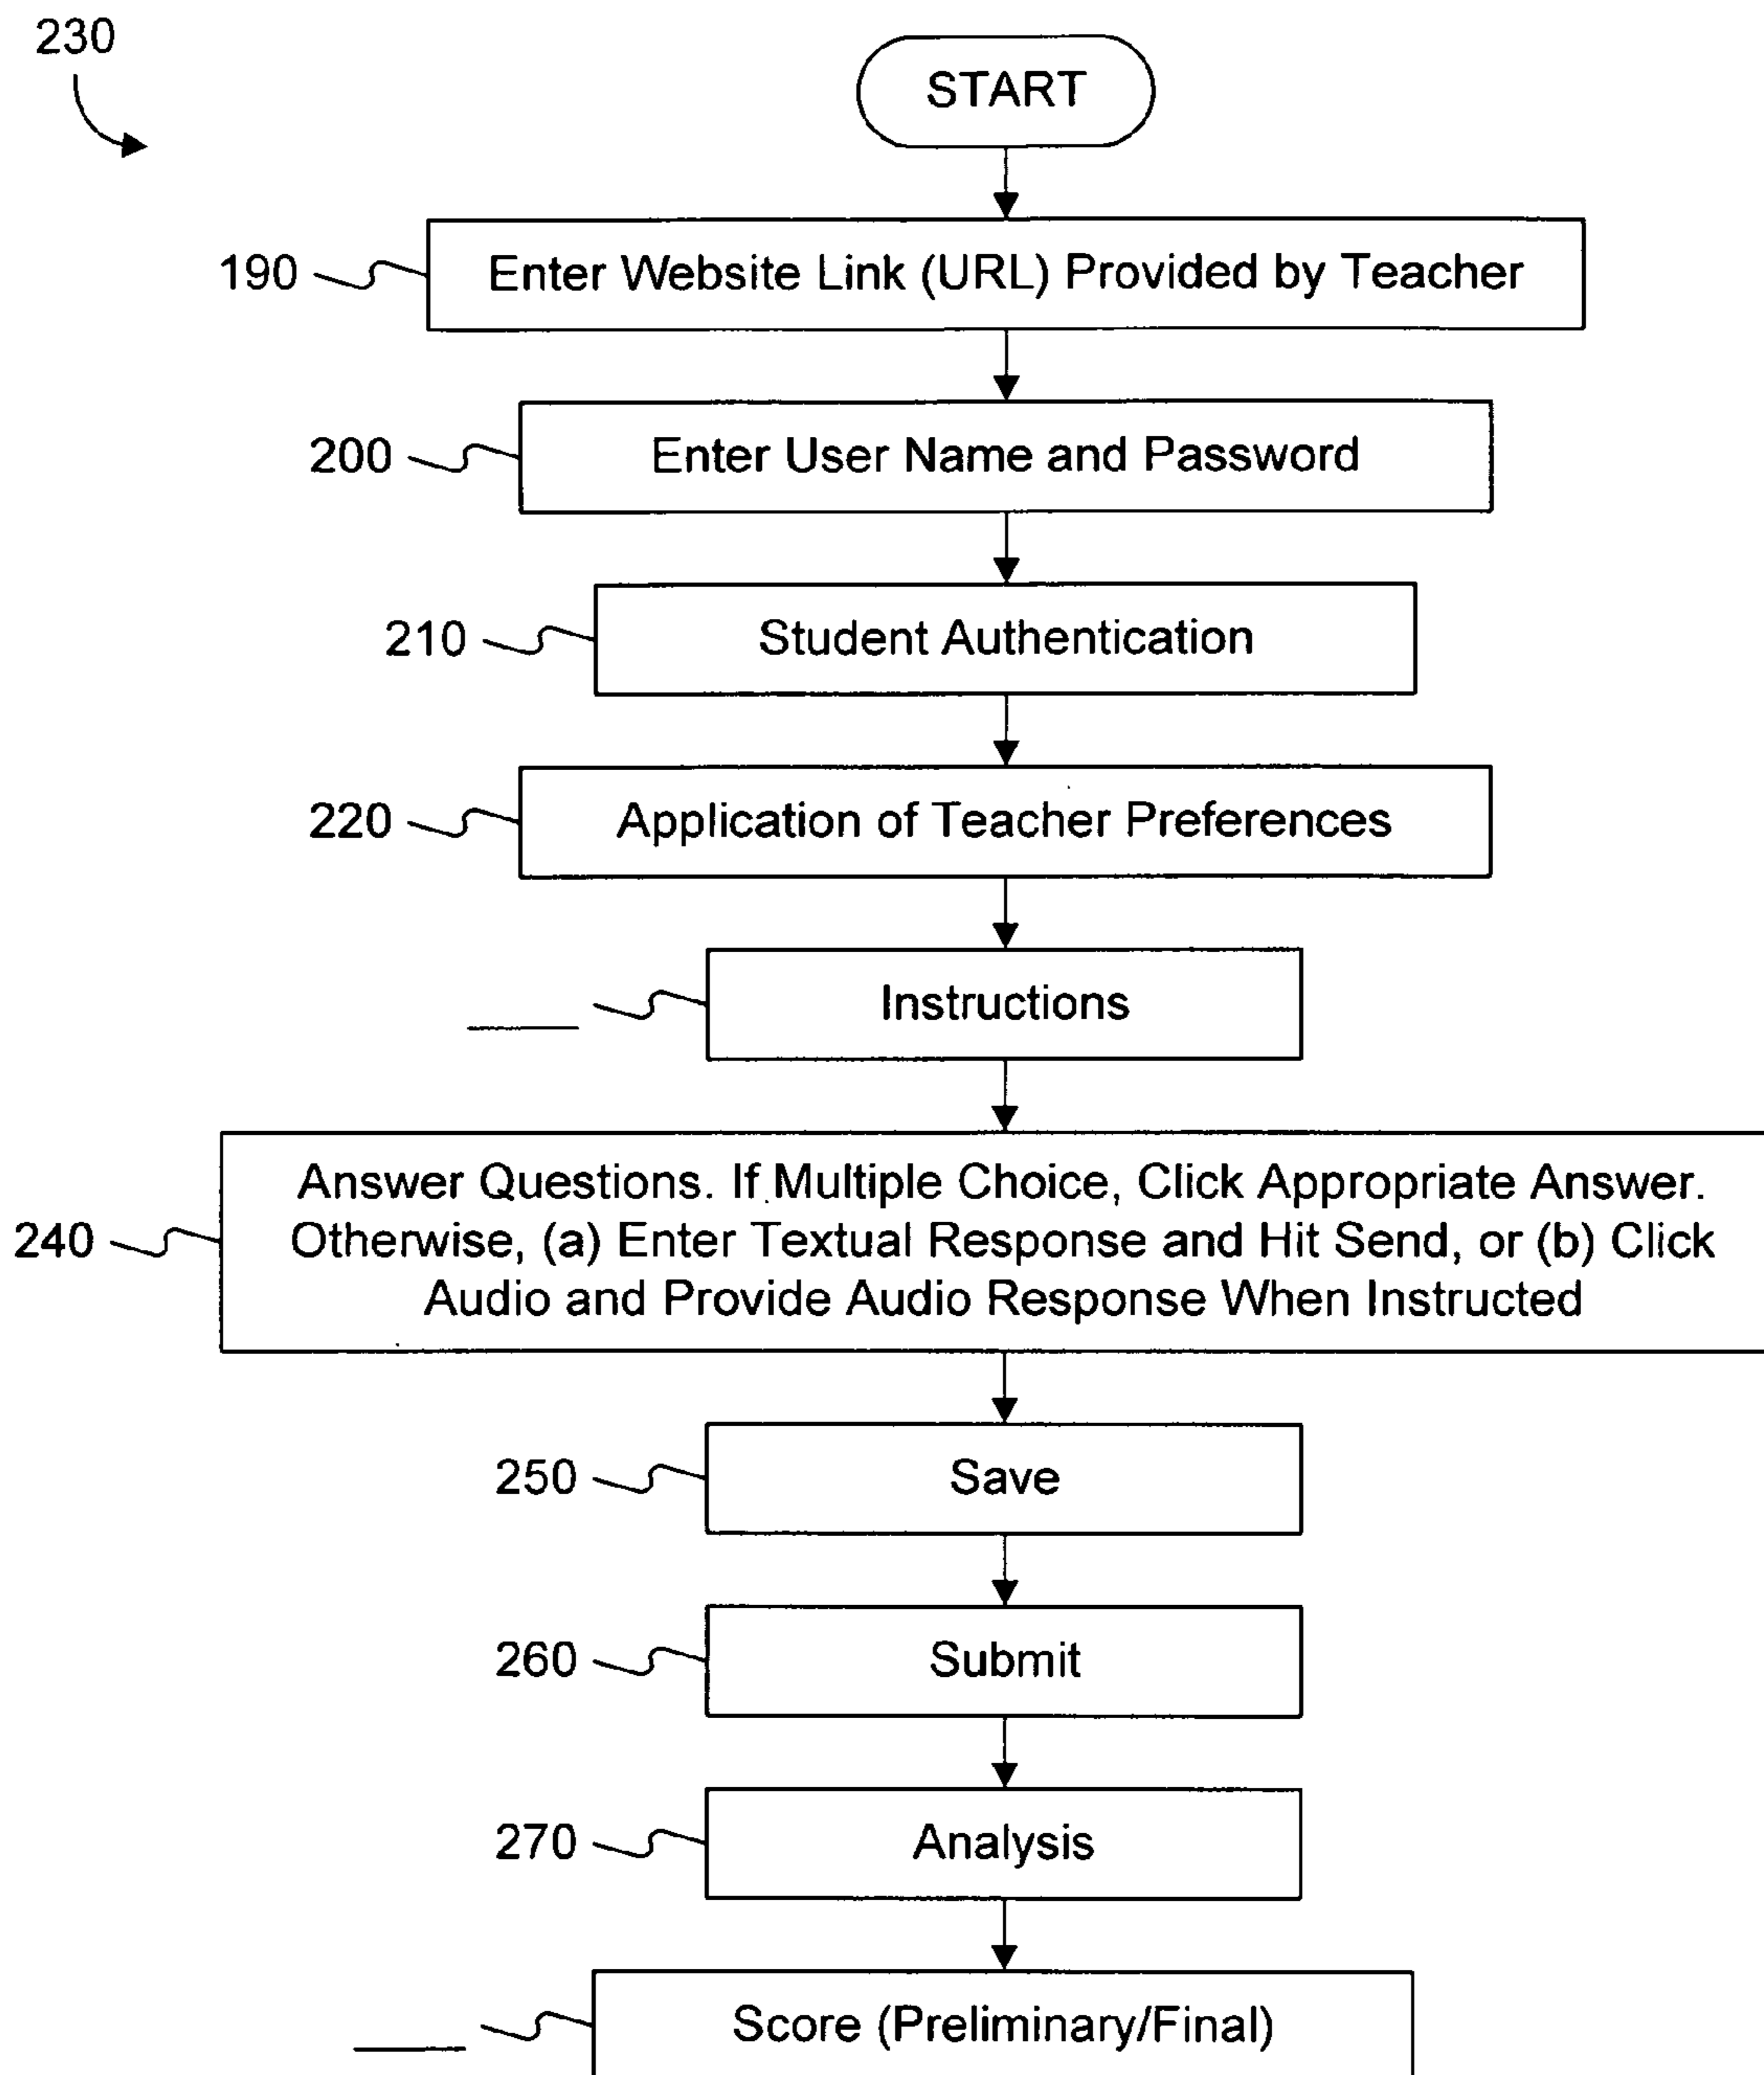 230
START
190
Enter Website Link (URL) Provided by Teacher
200
Enter User Name and Password
210
Student Authentication
220
Application of Teacher Preferences
Instructions
240
Answer Questions. If Multiple Choice, Click Appropriate Answer.
Otherwise, (a) Enter Textual Response and Hit Send, or (b) Click
Audio and Provide Audio Response When Instructed
250
Save
260
Submit
270
Analysis
Score (Preliminary/Final)